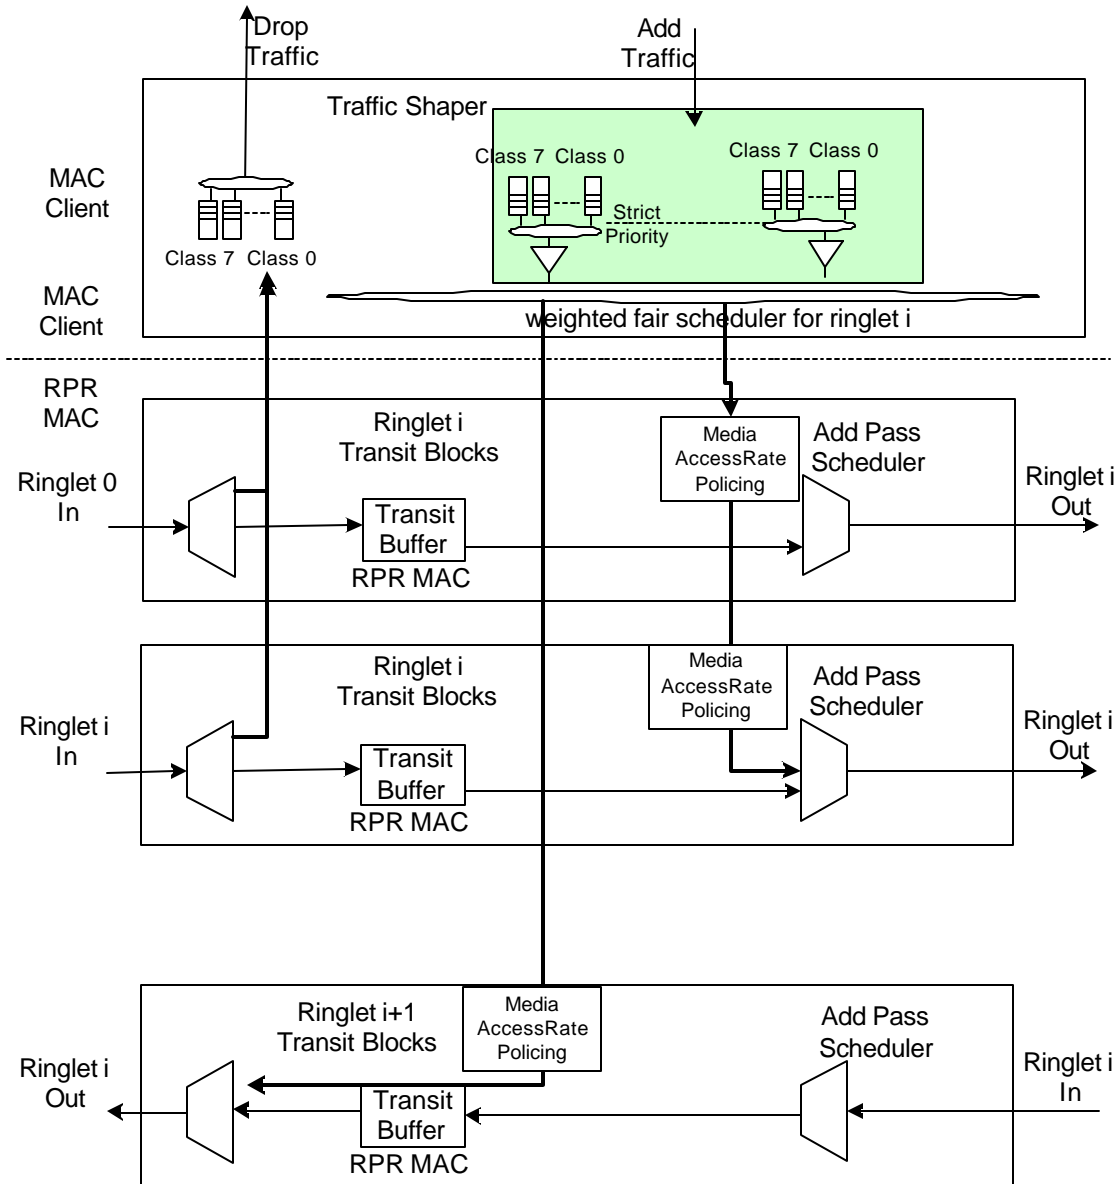 Drop
Traffic
Add
Traffic
Traffic Shaper
MAC
Client
Class 7 Class 0
Class 7 Class 0
Strict
Priority
Class 7 Class 0
MAC
Client
weighted fair scheduler for ringlet i
RPR
MAC
Ringlet i
Transit Blocks
Media
AccessRate
Policing
Add Pass
Scheduler
Ringlet 0
In
Transit
Buffer
RPR MAC
Ringlet i
Out
Ringlet i
Transit Blocks
Media
AccessRate
Policing
Add Pass
Scheduler
Ringlet i
In
Transit
Buffer
RPR MAC
Ringlet i
Out
Ringlet i+1
Transit Blocks
Media
AccessRate
Policing
Add Pass
Scheduler
Ringlet i
Out
Transit
Buffer
RPR MAC
Ringlet i
In